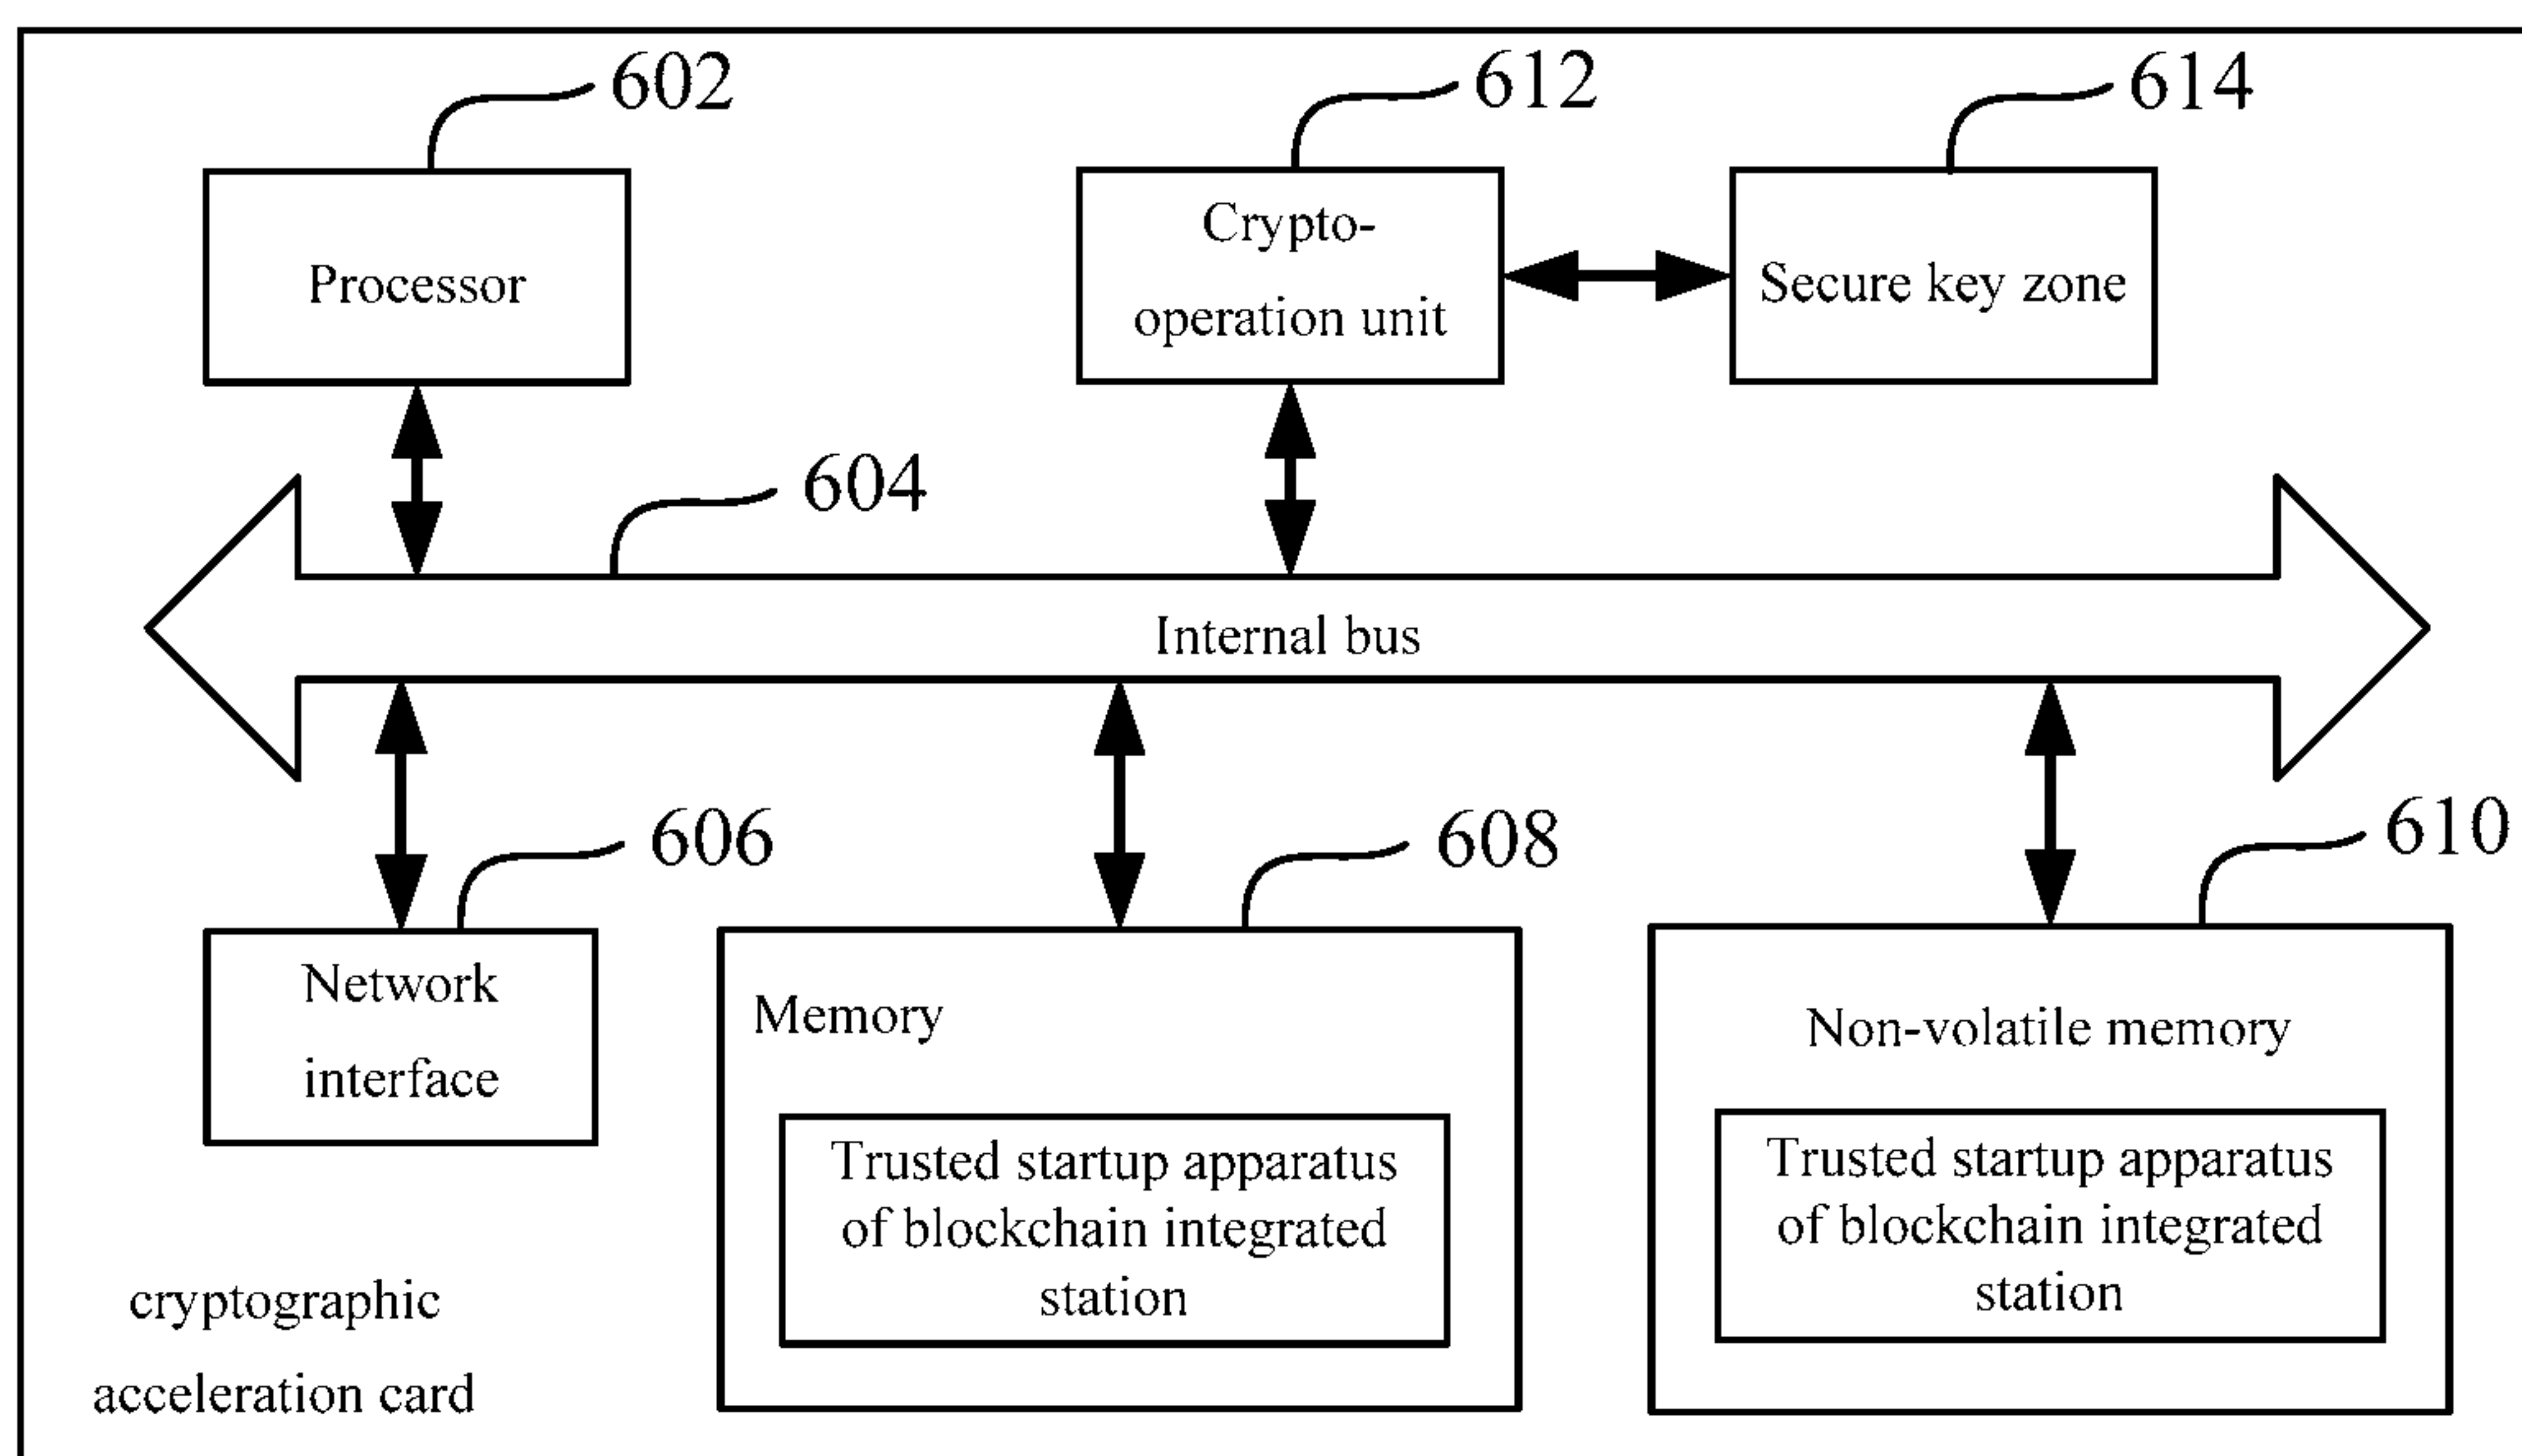 602
612
614
Processor
Crypto-
operation unit
Secure key zone
604
Internal bus
606
608
610
Network
interface
Memory
Trusted startup apparatus
of blockchain integrated
station
Non-volatile memory
Trusted startup apparatus
of blockchain integrated
station
cryptographic
acceleration card